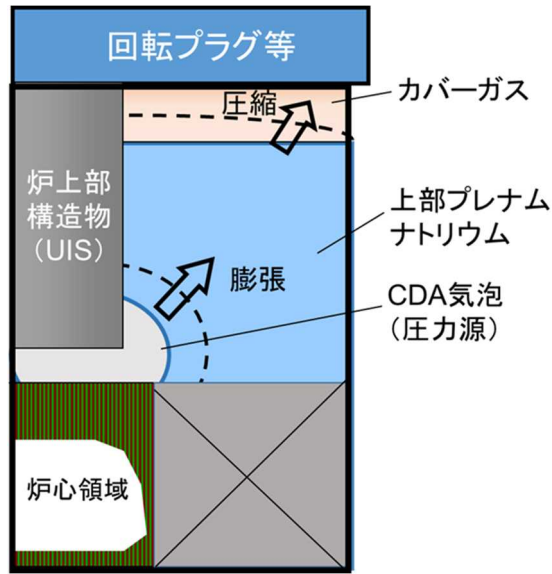 回転プラグ等
圧縮
カバーガス
炉上部
構造物
（UIS）
上部プレナム
ナトリウム
膨張
CDA気泡
（圧力源）
炉心領域